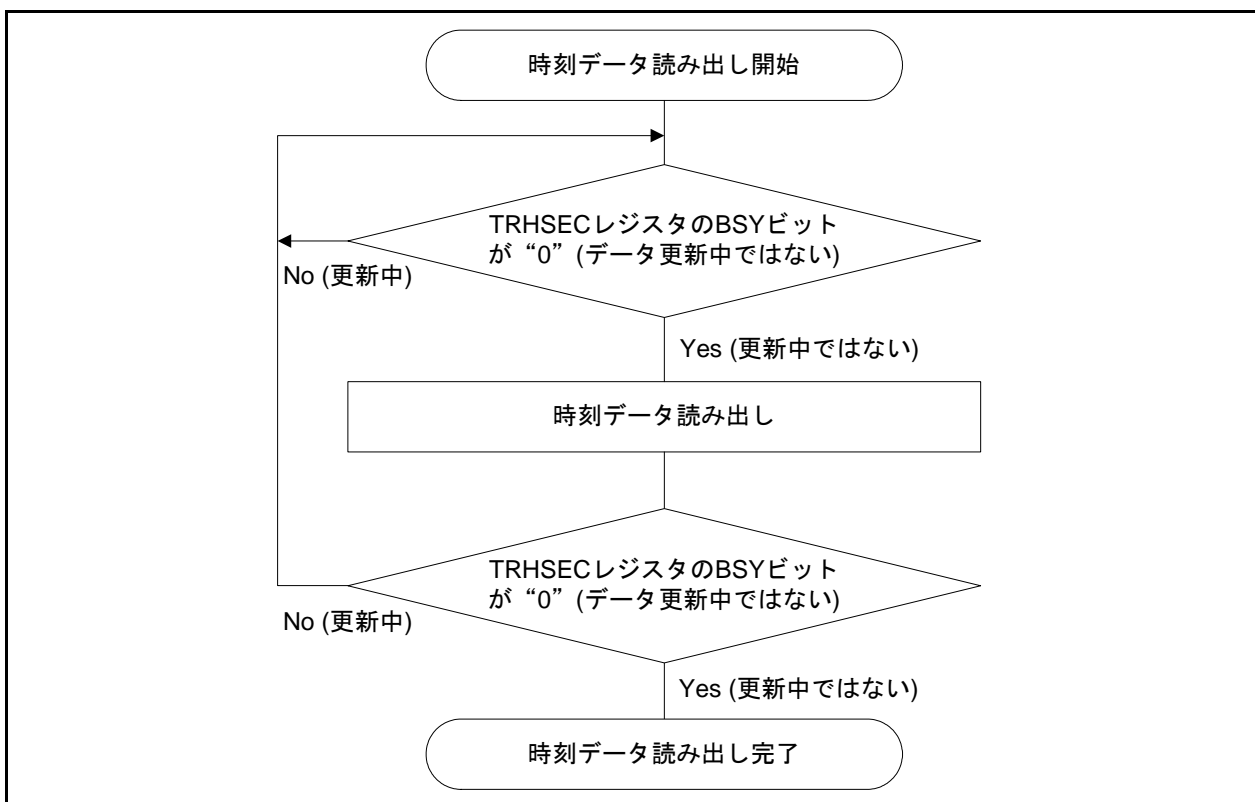 時刻データ読み出し開始
TRHSECレジスタのBSYビット
が“0”(データ更新中ではない)
No (更新中)
Yes (更新中ではない)
時刻データ読み出し
TRHSECレジスタのBSYビット
が“0”(データ更新中ではない)
No (更新中)
Yes (更新中ではない)
時刻データ読み出し完了